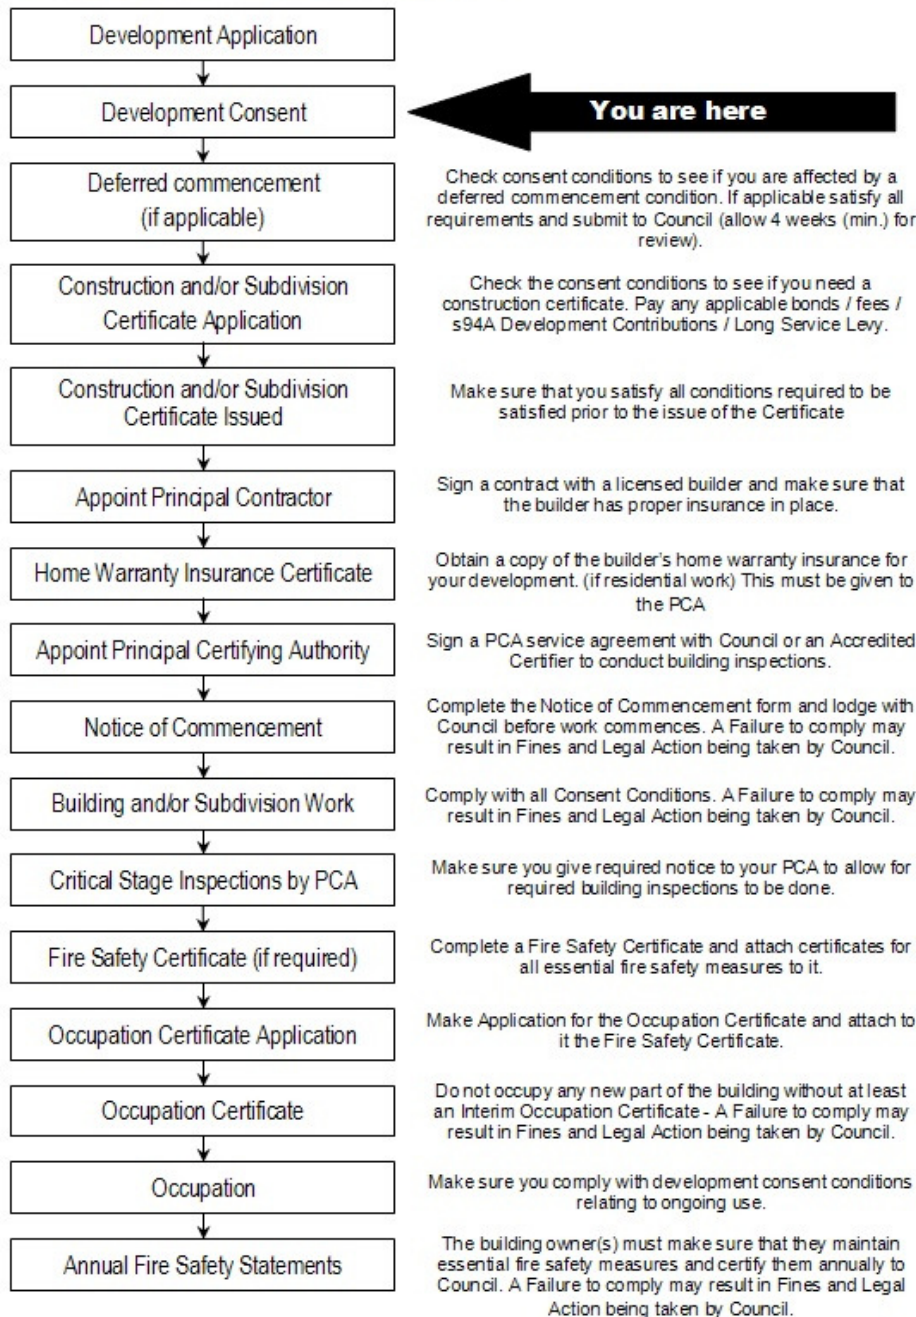 Development Application
Development Consent
You are here
Deferred commencement
(if applicable)
Check consent conditions to see if you are affected by a
deferred commencement condition. If applicable satisfy all
requirements and submit to Council (allow 4 weeks (min.) for
review).
Construction and/or Subdivision
Certificate Application
Check the consent conditions to see if you need a
construction certificate. Pay any applicable bonds / fees /
s94A Development Contributions / Long Service Levy.
Construction and/or Subdivision
Certificate Issued
Make sure that you satisfy all conditions required to be
satisfied prior to the issue of the Certificate
Appoint Principal Contractor
Sign a contract with a licensed builder and make sure that
the builder has proper insurance in place.
Home Warranty Insurance Certificate
Obtain a copy of the builder's home warranty insurance for
your development. (if residential work) This must be given to
the PCA
Appoint Principal Certifying Authority
Sign a PCA service agreement with Council or an Accredited
Certifier to conduct building inspections.
Notice of Commencement
Complete the Notice of Commencement form and lodge with
Council before work commences. A Failure to comply may
result in Fines and Legal Action being taken by Council.
Building and/or Subdivision Work
Comply with all Consent Conditions. A Failure to comply may
result in Fines and Legal Action being taken by Council.
Critical Stage Inspections by PCA
Make sure you give required notice to your PCA to allow for
required building inspections to be done.
Fire Safety Certificate (if required)
Complete a Fire Safety Certificate and attach certificates for
all essential fire safety measures to it.
Occupation Certificate Application
Make Application for the Occupation Certificate and attach to
it the Fire Safety Certificate.
Occupation Certificate
Do not occupy any new part of the building without at least
an Interim Occupation Certificate - A Failure to comply may
result in Fines and Legal Action being taken by Council.
Occupation
Make sure you comply with development consent conditions
relating to ongoing use.
Annual Fire Safety Statements
The building owner(s) must make sure that they maintain
essential fire safety measures and certify them annually to
Council. A Failure to comply may result in Fines and Legal
Action being taken by Council.